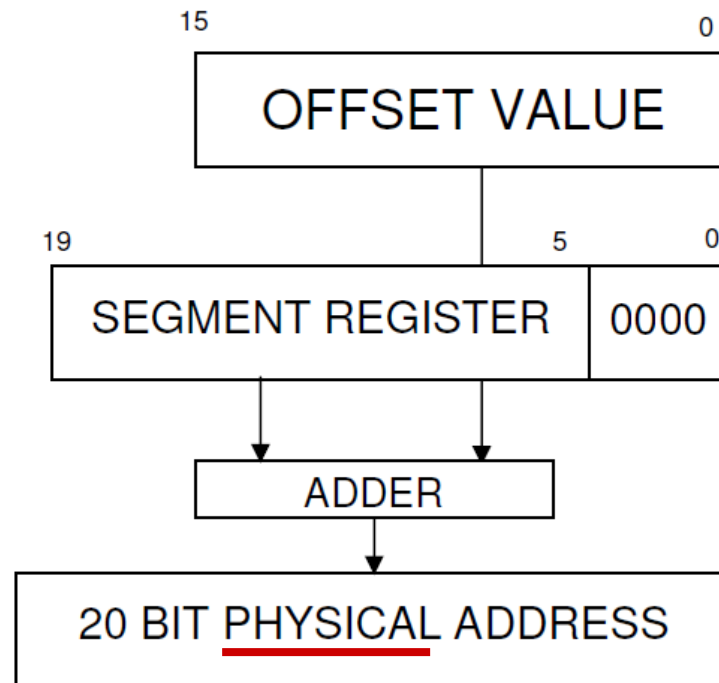 15 0
OFFSET VALUE
19 5 0
SEGMENT REGISTER 0000
ADDER
20 BIT PHYSICAL ADDRESS